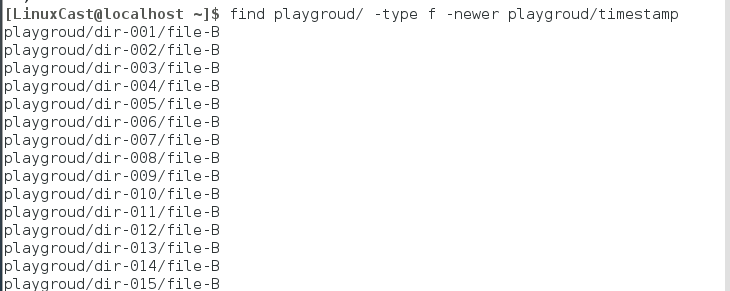 [LinuxCast@localhost ~]$ find playgroud/ -type f -newer playgroud/timestamp
playgroud/dir-001/file-B
playgroud/dir-002/file-B
playgroud/dir-003/file-B
playgroud/dir-004/file-B
playgroud/dir-005/file-B
playgroud/dir-006/file-B
playgroud/dir-007/file-B
playgroud/dir-008/file-B
playgroud/dir-009/file-B
playgroud/dir-010/file-B
playgroud/dir-011/file-B
playgroud/dir-012/file-B
playgroud/dir-013/file-B
playgroud/dir-014/file-B
playgroud/dir-015/file-B